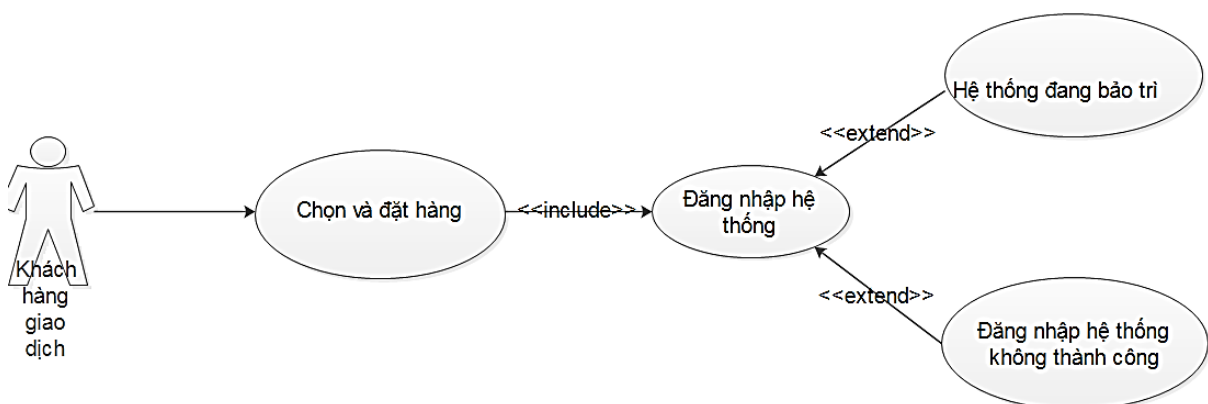 Khách
hàng
giao
dịch
Chọn và đặt hàng
<<include>>
Đăng nhập hệ
thống
<<extend>>
Hệ thống đang bảo trì
<<extend>>
Đăng nhập hệ thống
không thành công